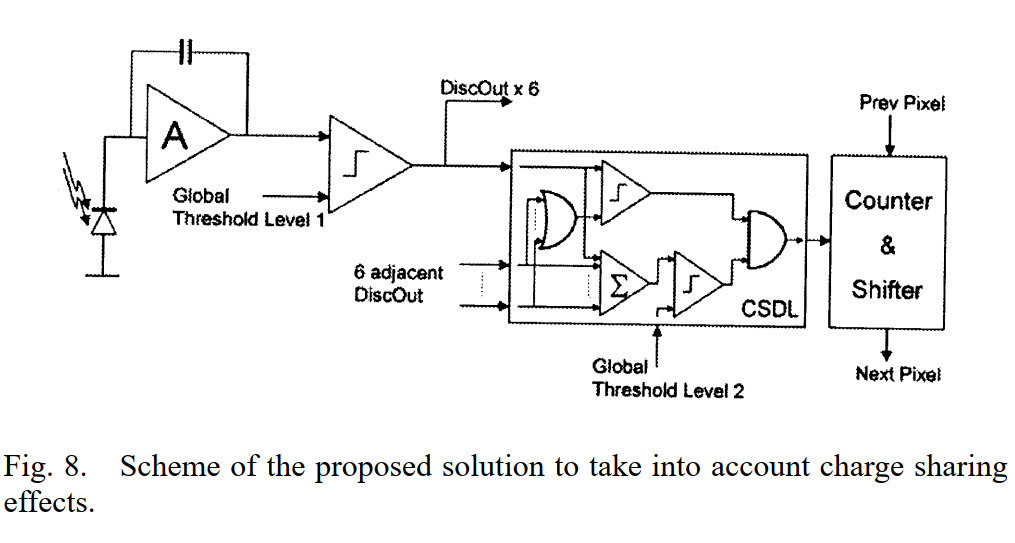 DiscOut x 6
Prev Pixel
A
Global
Threshold Level 1
Counter
&
Shifter
6 adjacent
DiscOut
Σ
CSDL
Global
Threshold Level 2
Next Pixel
Fig. 8. Scheme of the proposed solution to take into account charge sharing
effects.